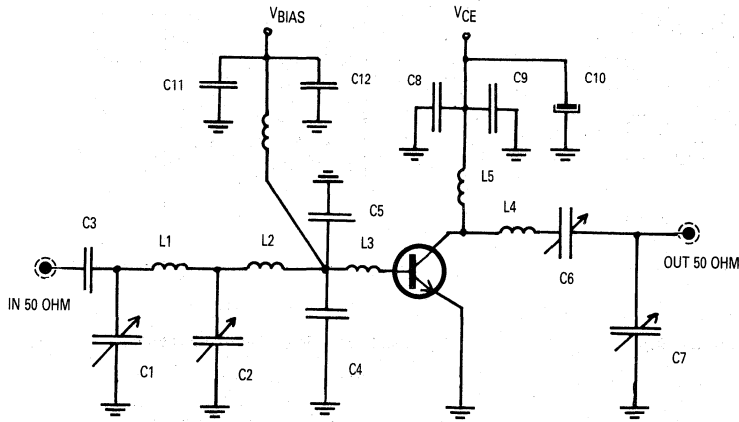 VBIAS
VCE
C11
C12
C8
C9
C10
L5
C5
L4
C3
L1
L2
L3
C6
OUT 50 OHM
IN 50 OHM
C1
C2
C4
C7